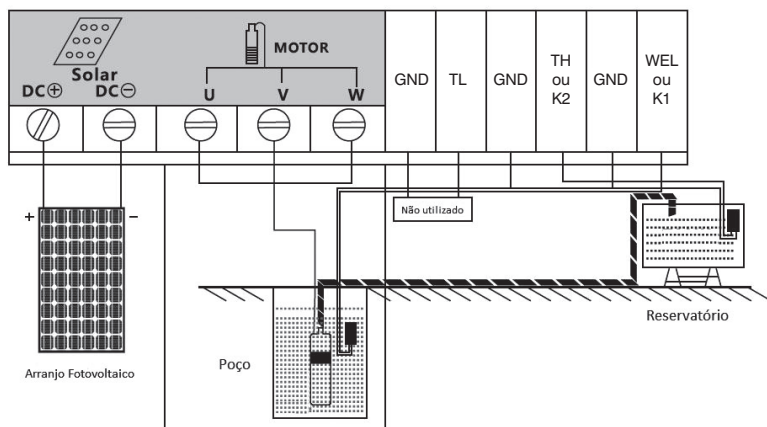 MOTOR
Solar
DC⊕ DC⊖
U V W
GND
TL
GND
TH
ou
K2
GND
WEL
ou
K1
+ −
Não utilizado
Reservatório
Poço
Arranjo Fotovoltaico